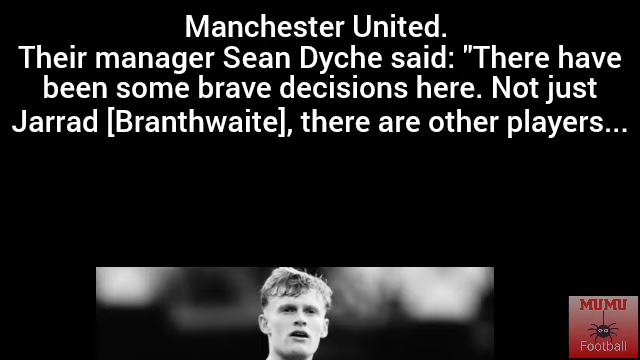 Manchester United.
Their manager Sean Dyche said: "There have
been some brave decisions here. Not just
Jarrad [Branthwaite], there are other players...
MUMU
Football